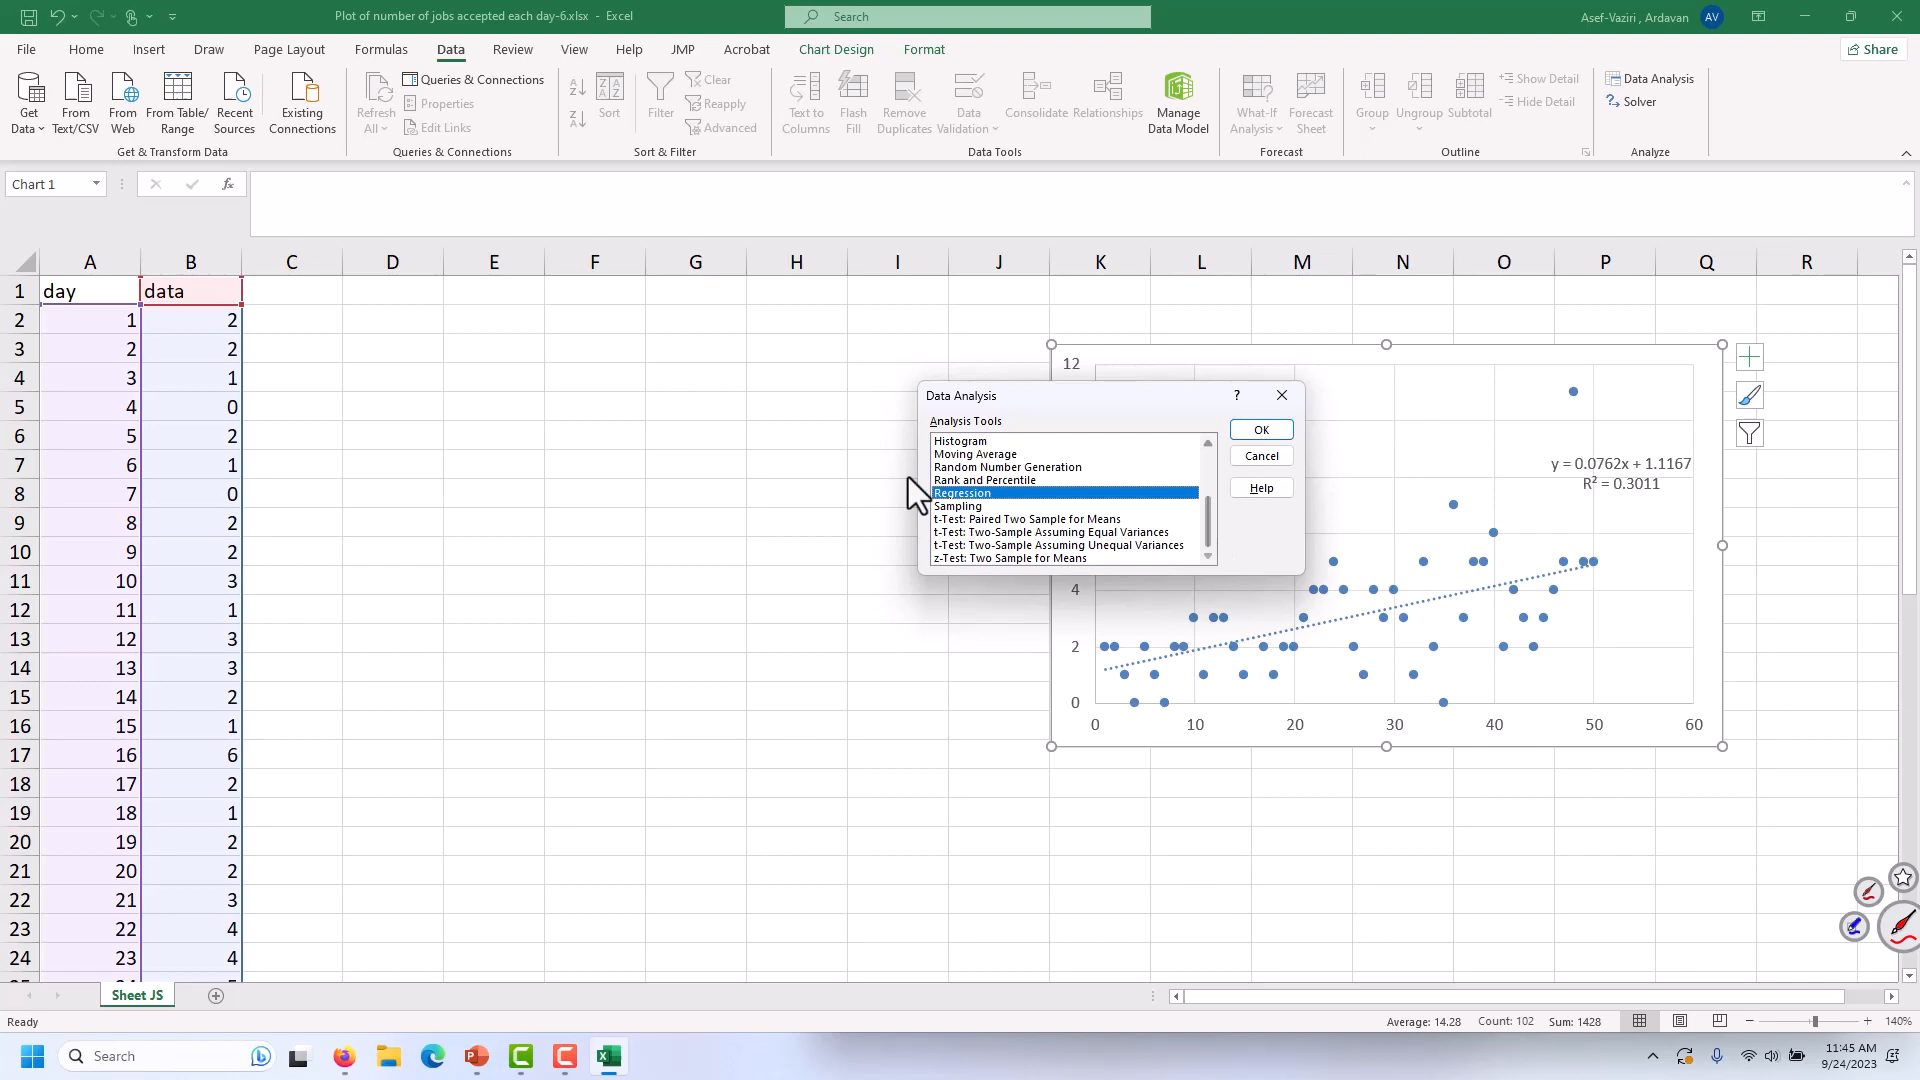 Plot of number of jobs accepted each day-6.xlsx - Excel
Search
Asef-Vaziri , Ardavan
AV
File Home Insert Draw Page Layout Formulas Data Review View Help JMP Acrobat Chart Design Format
Share
Get Data
From Text/CSV
From Web
From Table/ Range
Recent Sources
Existing Connections
Get & Transform Data
Refresh All
Queries & Connections
Properties
Edit Links
Queries & Connections
Sort
Filter
Clear
Reapply
Advanced
Sort & Filter
Text to Columns
Flash Fill
Remove Duplicates
Data Validation
Consolidate
Relationships
Manage Data Model
Data Tools
What-If Analysis
Forecast Sheet
Forecast
Group
Ungroup
Subtotal
Show Detail
Hide Detail
Outline
Data Analysis
Solver
Analyze
Chart 1
fx
A B C D E F G H I J K L M N O P Q R
1 day data
2 1 2
3 2 2
4 3 1
5 4 0
6 5 2
7 6 1
8 7 0
9 8 2
10 9 2
11 10 3
12 11 1
13 12 3
14 13 3
15 14 2
16 15 1
17 16 6
18 17 2
19 18 1
20 19 2
21 20 2
22 21 3
23 22 4
24 23 4
Data Analysis
?
Analysis Tools
Histogram
Moving Average
Random Number Generation
Rank and Percentile
Regression
Sampling
t-Test: Paired Two Sample for Means
t-Test: Two-Sample Assuming Equal Variances
t-Test: Two-Sample Assuming Unequal Variances
z-Test: Two Sample for Means
OK
Cancel
Help
12
4
2
0
0 10 20 30 40 50 60
y = 0.0762x + 1.1167
R² = 0.3011
Sheet JS
Ready
Average: 14.28 Count: 102 Sum: 1428
140%
Search
11:45 AM
9/24/2023